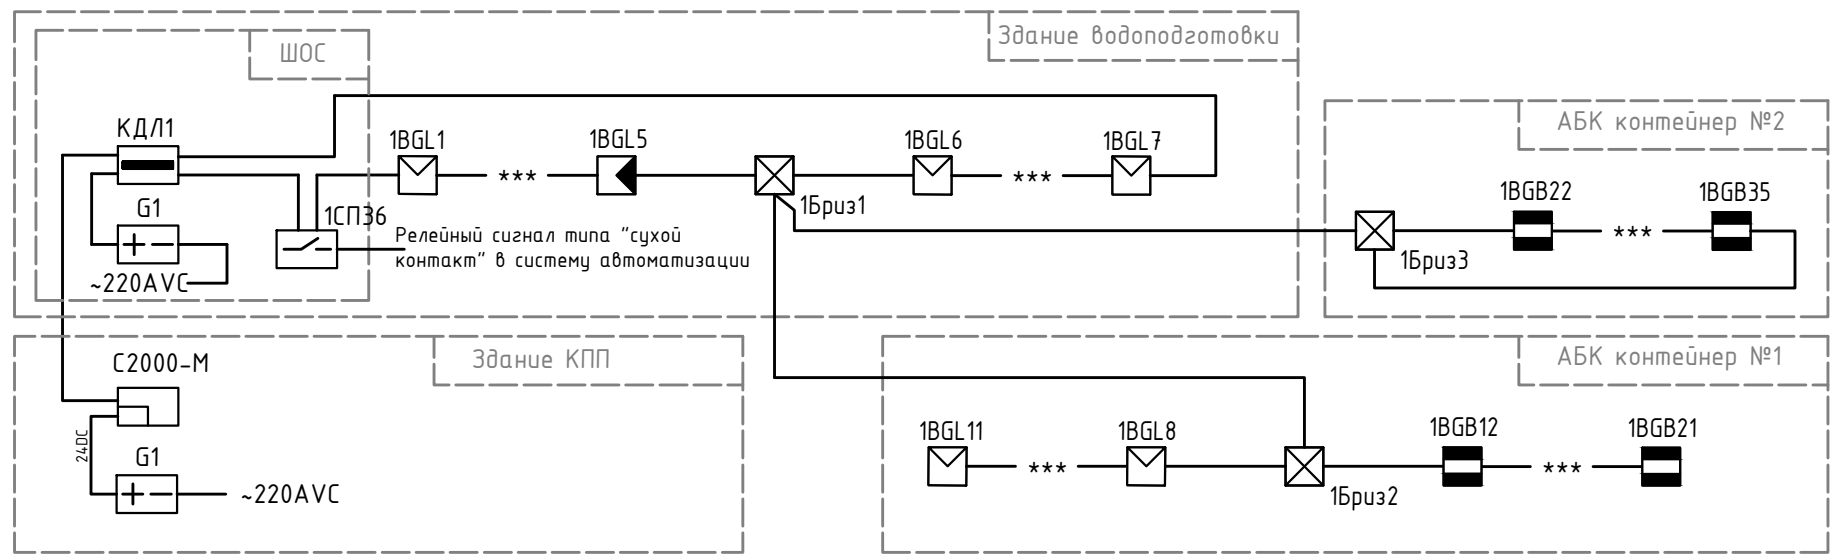 Здание водоподготовки
ШОС
КДЛ1
1BGL1
***
1BGL5
1Бриз1
1BGL6
***
1BGL7
G1
~220AVC
1СП36
Релейный сигнал типа "сухой
контакт" в систему автоматизации
АБК контейнер №2
1Бриз3
1BGB22
***
1BGB35
Здание КПП
С2000-М
24DC
G1
~220AVC
АБК контейнер №1
1BGL11
***
1BGL8
1Бриз2
1BGB12
***
1BGB21